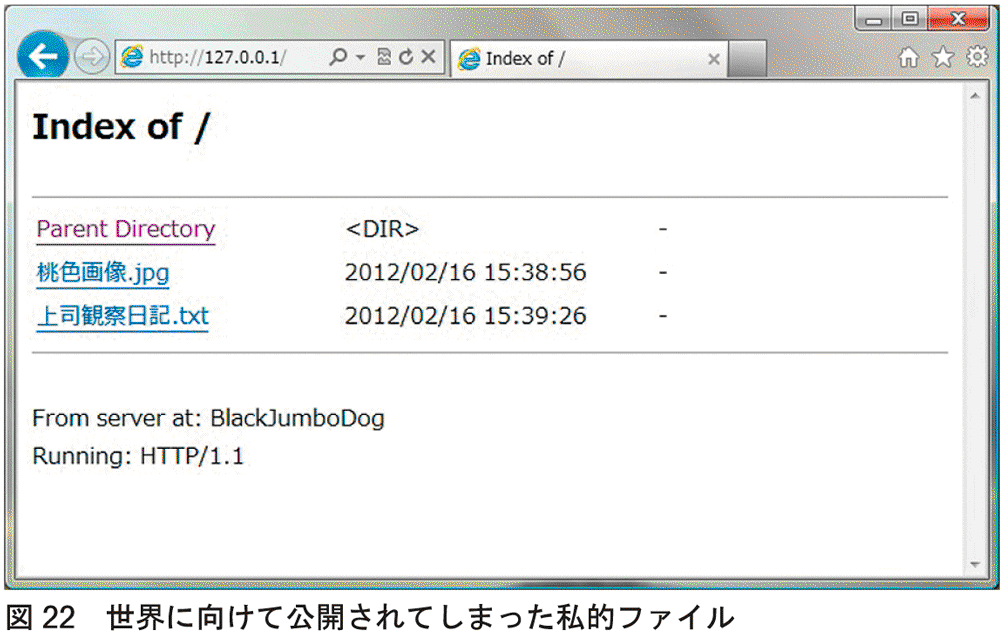 http://127.0.0.1/
Index of /
Index of /
Parent Directory <DIR> -
桃色画像.jpg 2012/02/16 15:38:56 -
上司観察日記.txt 2012/02/16 15:39:26 -
From server at: BlackJumboDog
Running: HTTP/1.1
図 22　世界に向けて公開されてしまった私的ファイル